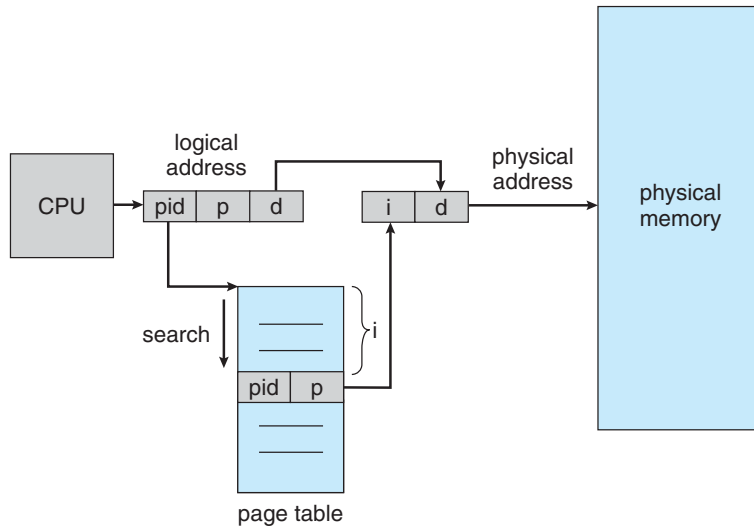 logical
address
physical
address
CPU
pid p d
i d
physical
memory
search
i
pid p
page table